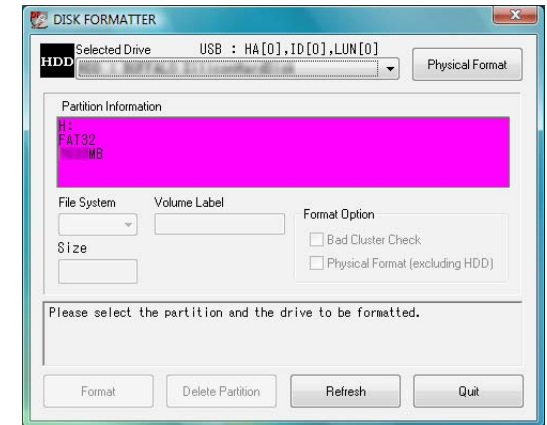 DISK FORMATTER
Selected Drive USB : HA[0],ID[0],LUN[0]
HDD
Physical Format
Partition Information
H:
FAT32
MB
File System Volume Label
Format Option
Bad Cluster Check
Size
Physical Format (excluding HDD)
Please select the partition and the drive to be formatted.
Format Delete Partition Refresh Quit